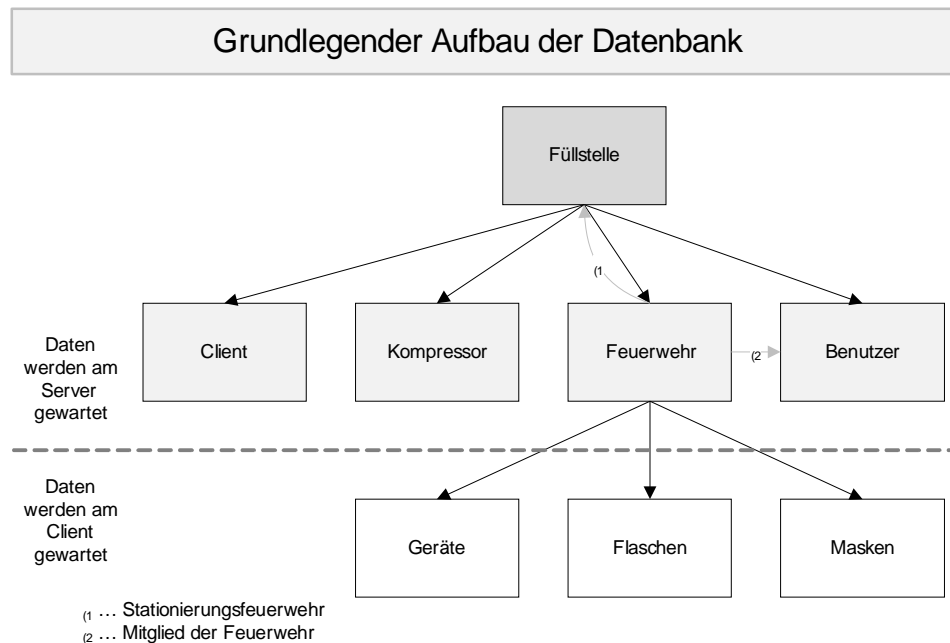 Grundlegender Aufbau der Datenbank
Füllstelle
(1
Client
Kompressor
Feuerwehr
(2
Benutzer
Daten
werden am
Server
gewartet
Daten
werden am
Client
gewartet
Geräte
Flaschen
Masken
(1 … Stationierungsfeuerwehr
(2 … Mitglied der Feuerwehr